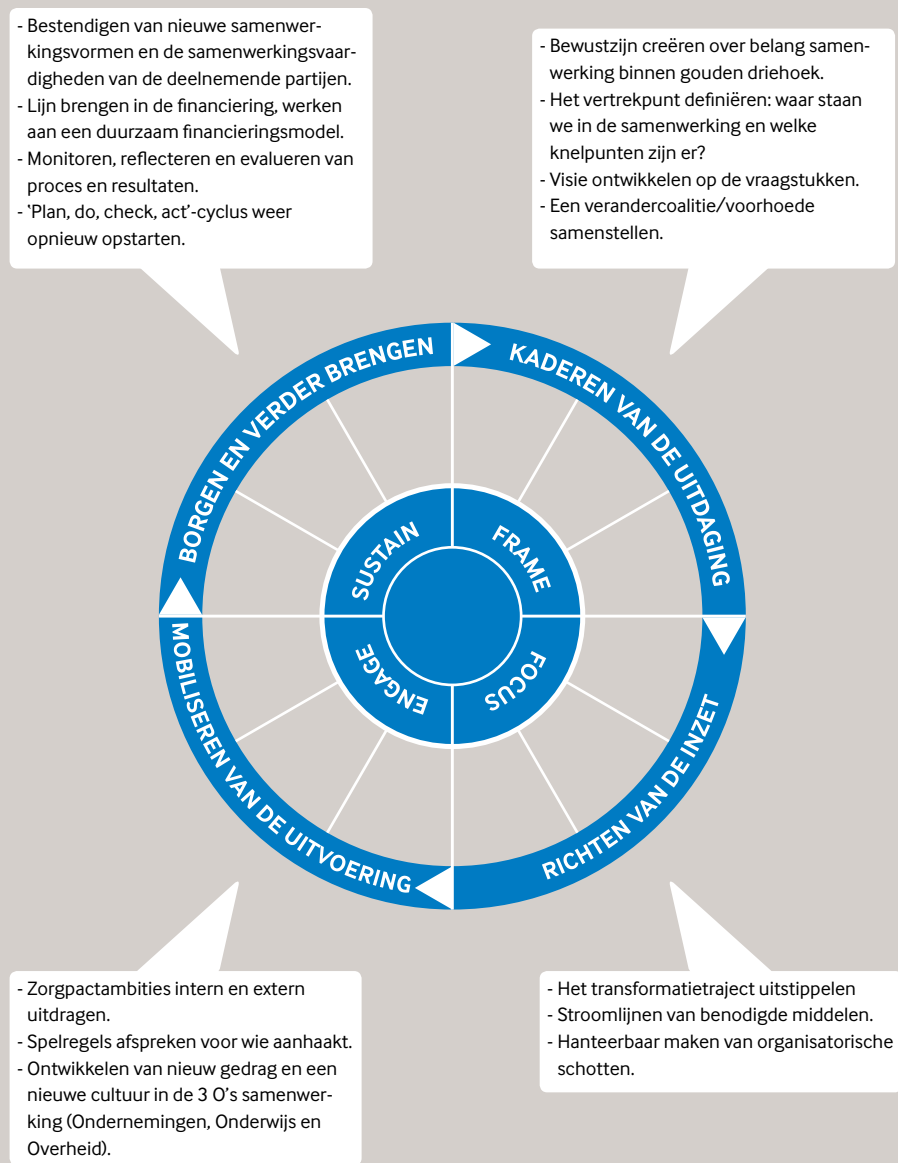 - Bestendigen van nieuwe samenwer-
kingsvormen en de samenwerkingsvaar-
digheden van de deelnemende partijen.
- Lijn brengen in de financiering, werken
aan een duurzaam financieringsmodel.
- Monitoren, reflecteren en evalueren van
proces en resultaten.
- ‘Plan, do, check, act’-cyclus weer
opnieuw opstarten.
- Bewustzijn creëren over belang samen-
werking binnen gouden driehoek.
- Het vertrekpunt definiëren: waar staan
we in de samenwerking en welke
knelpunten zijn er?
- Visie ontwikkelen op de vraagstukken.
- Een verandercoalitie/voorhoede
samenstellen.
BORGEN EN VERDER BRENGEN
KADEREN VAN DE UITDAGING
SUSTAIN
FRAME
ENGAGE
FOCUS
MOBILISEREN VAN DE UITVOERING
RICHTEN VAN DE INZET
- Zorgpactambities intern en extern
uitdragen.
- Spelregels afspreken voor wie aanhaakt.
- Ontwikkelen van nieuw gedrag en een
nieuwe cultuur in de 3 O’s samenwer-
king (Ondernemingen, Onderwijs en
Overheid).
- Het transformatietraject uitstippelen
- Stroomlijnen van benodigde middelen.
- Hanteerbaar maken van organisatorische
schotten.